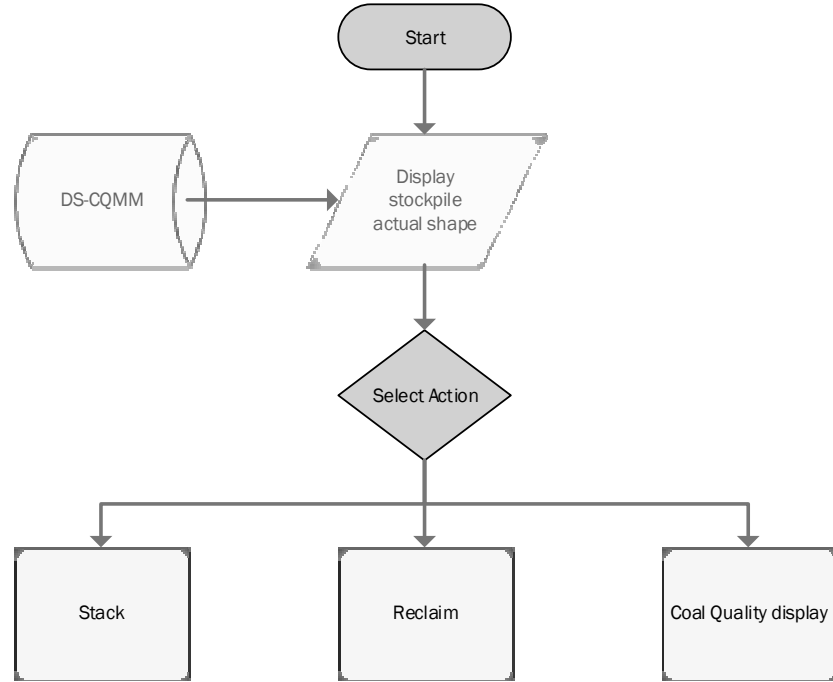 Start
DS-CQMM
Display
stockpile
actual shape
Select Action
Stack
Reclaim
Coal Quality display